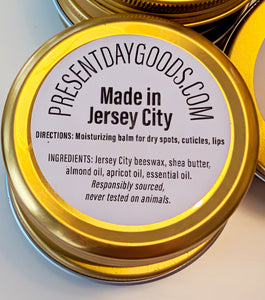 PRESENTDAYGOODS.COM
Made in
Jersey City
DIRECTIONS: Moisturizing balm for dry spots, cuticles, lips
INGREDIENTS: Jersey City beeswax, shea butter,
almond oil, apricot oil, essential oil.
Responsibly sourced,
never tested on animals.